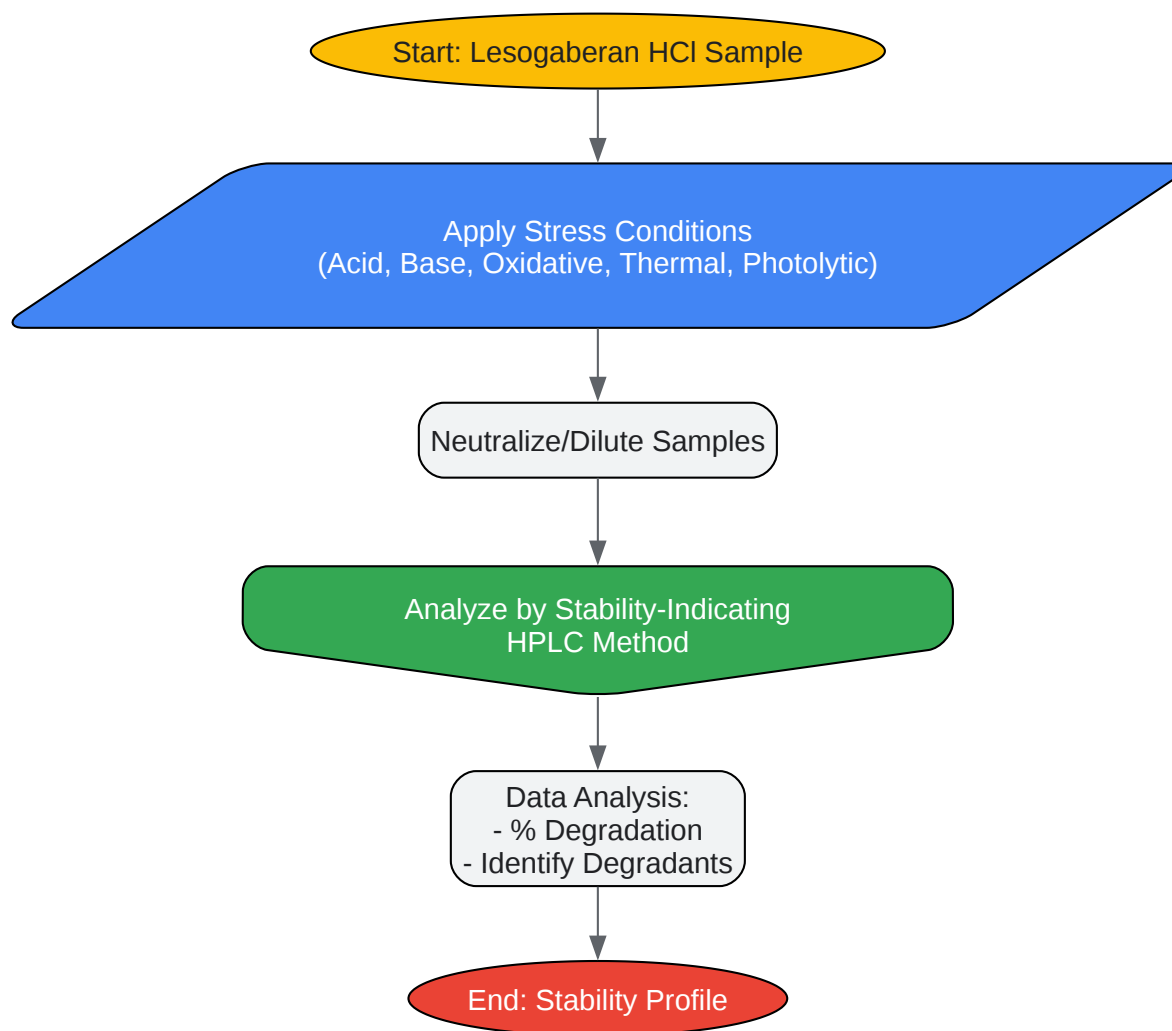 Start: Lesogaberan HCl Sample
Apply Stress Conditions
(Acid, Base, Oxidative, Thermal, Photolytic)
Neutralize/Dilute Samples
Analyze by Stability-Indicating
HPLC Method
Data Analysis:
- % Degradation
- Identify Degradants
End: Stability Profile